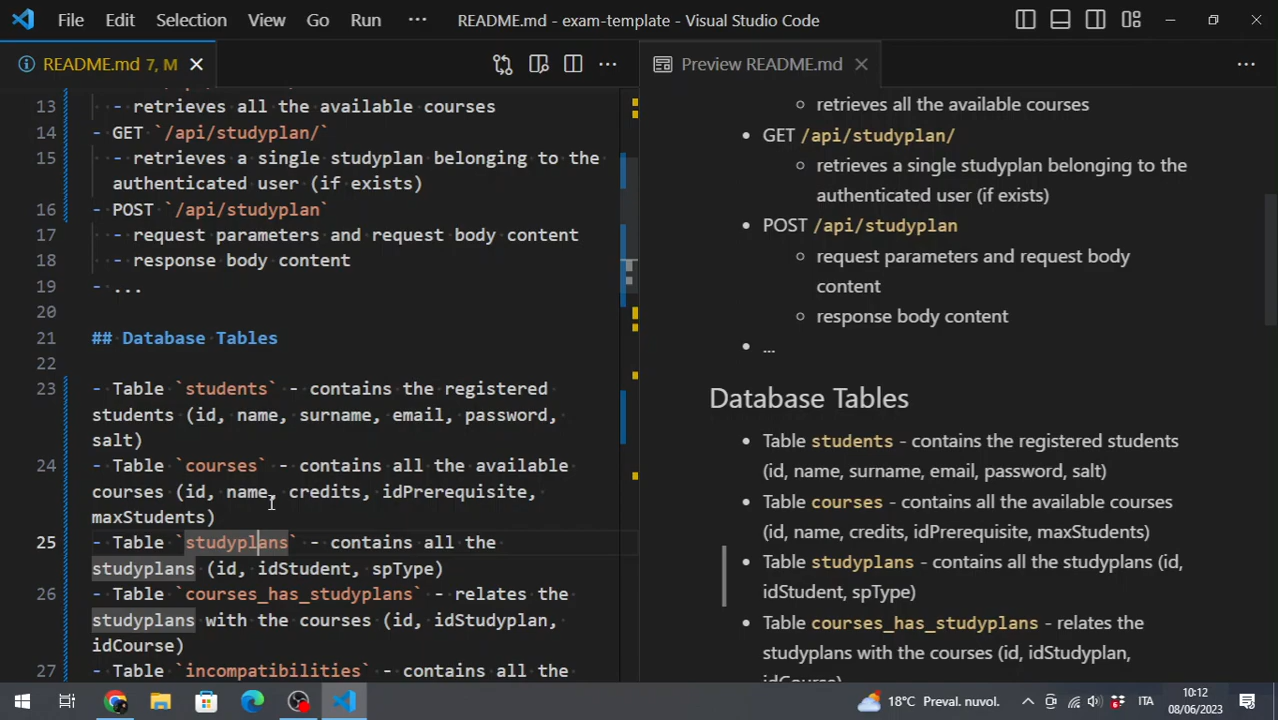 File Edit Selection View Go Run ··· README.md - exam-template - Visual Studio Code
README.md 7, M
Preview README.md
13 - retrieves all the available courses
14 - GET `/api/studyplan/`
15 - retrieves a single studyplan belonging to the
authenticated user (if exists)
16 - POST `/api/studyplan`
17 - request parameters and request body content
18 - response body content
19 - ...
20
21 ## Database Tables
22
23 - Table `students` - contains the registered
students (id, name, surname, email, password,
salt)
24 - Table `courses` - contains all the available
courses (id, name, credits, idPrerequisite,
maxStudents)
25 - Table `studyplans` - contains all the
studyplans (id, idStudent, spType)
26 - Table `courses_has_studyplans` - relates the
studyplans with the courses (id, idStudyplan,
idCourse)
27 - Table `incompatibilities` - contains all the
retrieves all the available courses
GET /api/studyplan/
retrieves a single studyplan belonging to the
authenticated user (if exists)
POST /api/studyplan
request parameters and request body
content
response body content
...
Database Tables
Table students - contains the registered students
(id, name, surname, email, password, salt)
Table courses - contains all the available courses
(id, name, credits, idPrerequisite, maxStudents)
Table studyplans - contains all the studyplans (id,
idStudent, spType)
Table courses_has_studyplans - relates the
studyplans with the courses (id, idStudyplan,
idCourse)
18°C Preval. nuvol.
6
ITA
10:12
08/06/2023